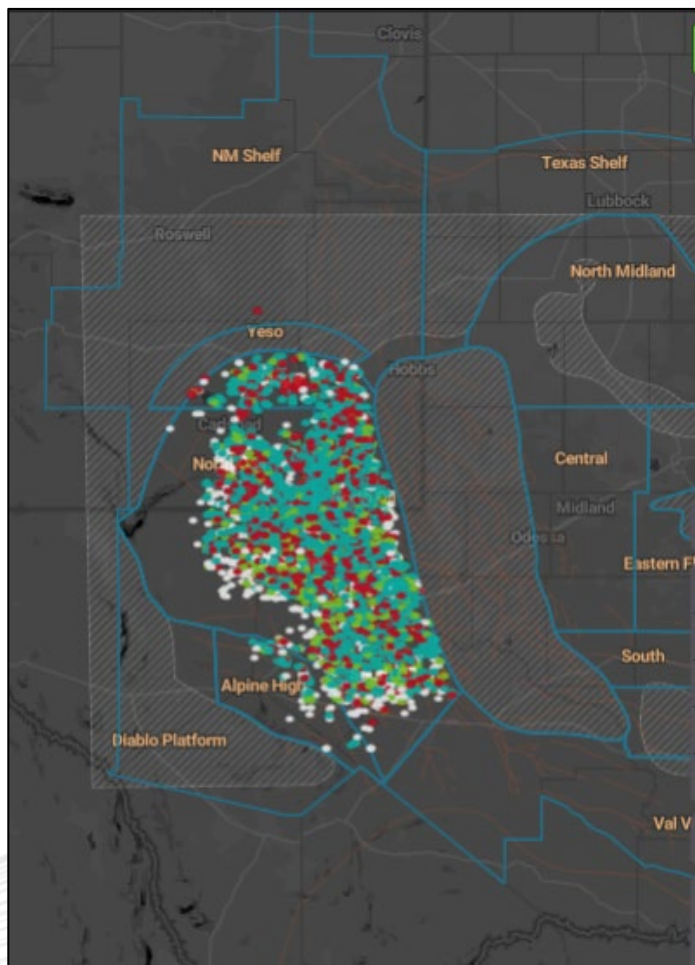 Clovis
NM Shelf
Texas Shelf
Lubbock
Roswell
North Midland
Yeso
Hobbs
Central
Midland
Odessa
Eastern
South
Alpine High
Diablo Platform
Val V